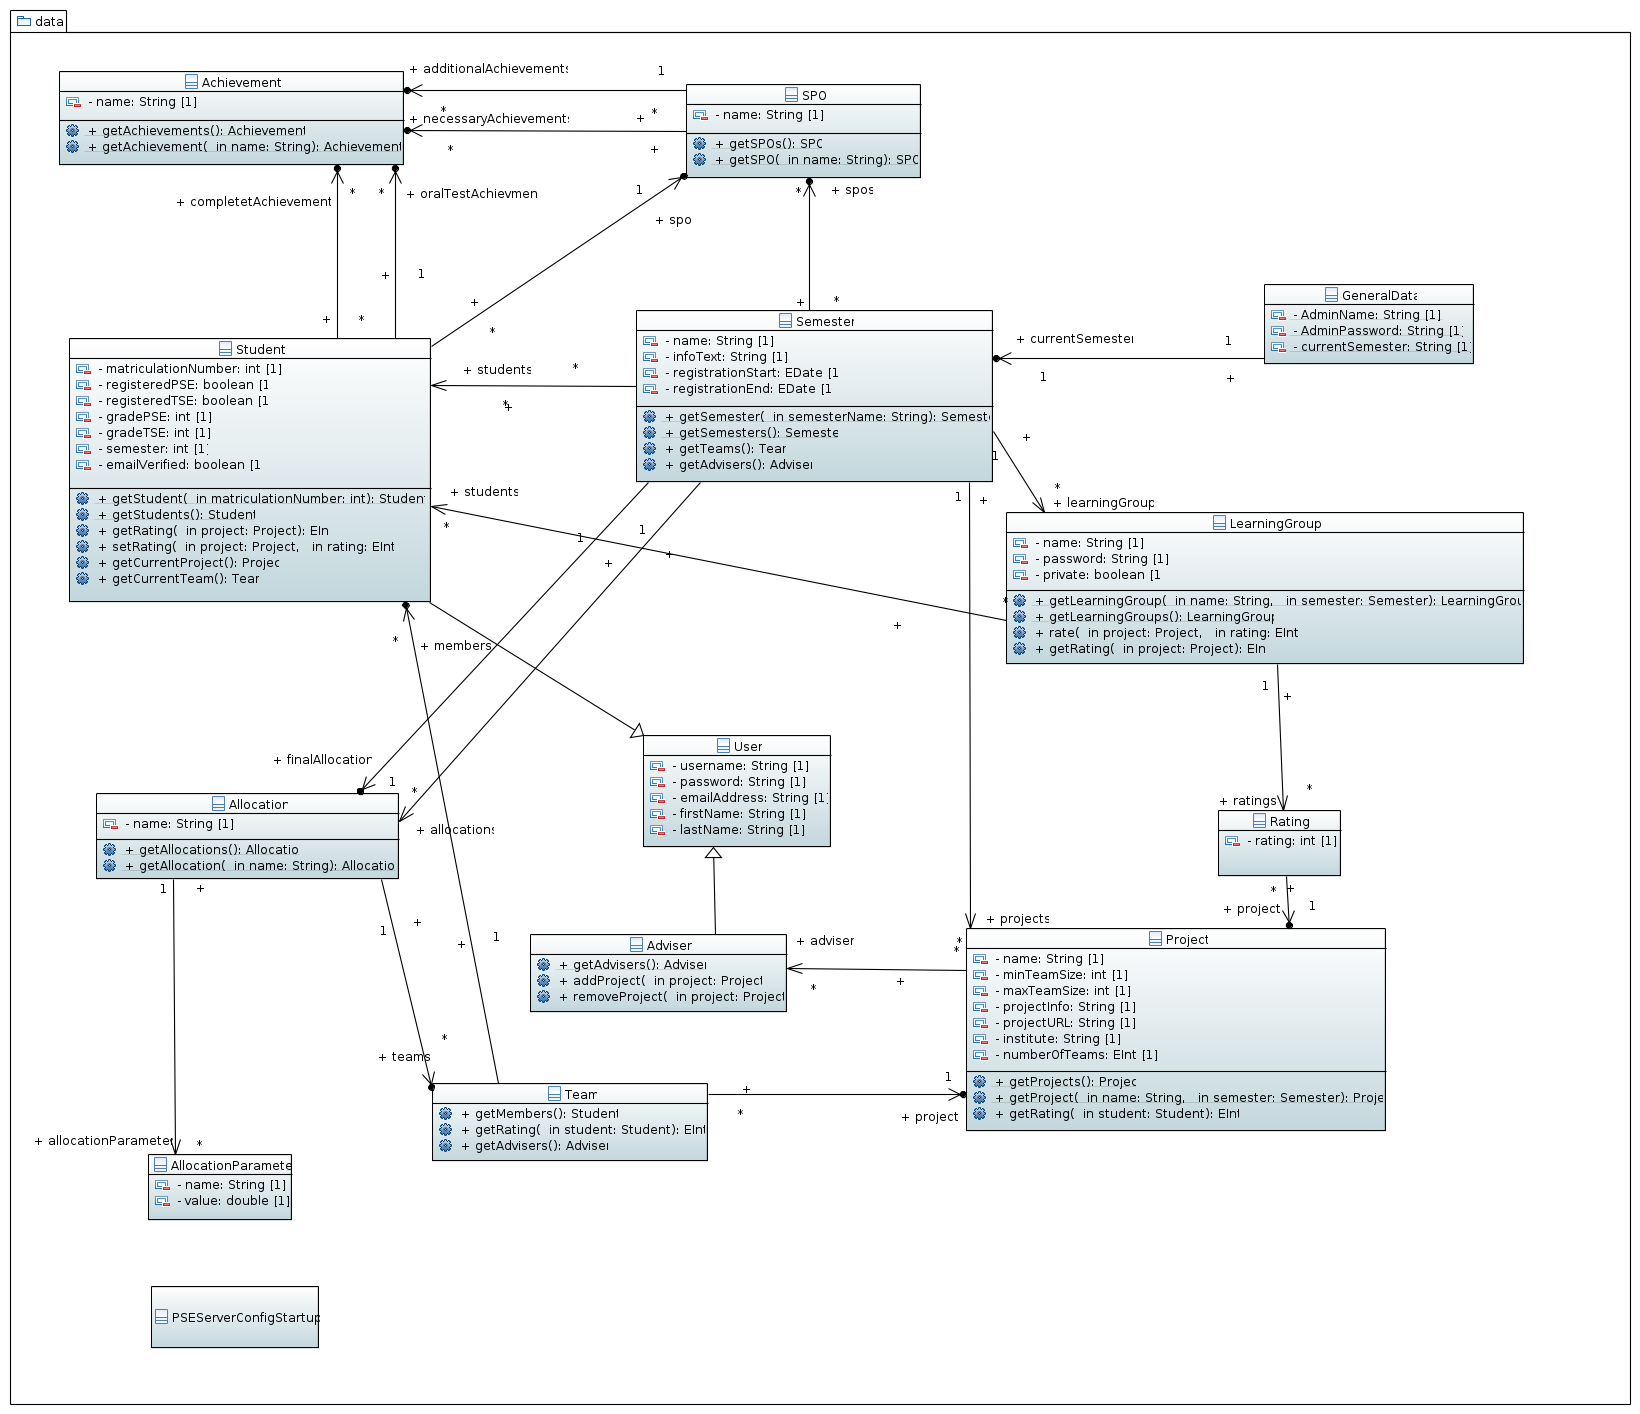 data
Achievement
- name: String [1]
+ getAchievements(): Achievement
+ getAchievement( in name: String): Achievement
+ additionalAchievements
1
*
+ necessaryAchievements
*
+
*
+
SPO
- name: String [1]
+ getSPOs(): SPO
+ getSPO( in name: String): SPO
+ completetAchievement
*
*
+ oralTestAchievmen
+
1
+
*
1
+ spo
+
*
*
+ spos
+
*
Student
- matriculationNumber: int [1]
- registeredPSE: boolean [1
- registeredTSE: boolean [1
- gradePSE: int [1]
- gradeTSE: int [1]
- semester: int [1]
- emailVerified: boolean [1
+ getStudent( in matriculationNumber: int): Student
+ getStudents(): Student
+ getRating( in project: Project): EIn
+ setRating( in project: Project, in rating: EInt
+ getCurrentProject(): Projec
+ getCurrentTeam(): Tear
+ students
*
*
+
Semester
- name: String [1]
- infoText: String [1]
- registrationStart: EDate [1
- registrationEnd: EDate [1
+ getSemester( in semesterName: String): Semest
+ getSemesters(): Semeste
+ getTeams(): Tear
+ getAdvisers(): Adviser
+ currentSemester
1
1
+
GeneralData
- AdminName: String [1]
- AdminPassword: String [1]
- currentSemester: String [1]
+
1
*
+ learningGroup
LearningGroup
- name: String [1]
- password: String [1]
- private: boolean [1
+ getLearningGroup( in name: String, in semester: Semester): LearningGrou
+ getLearningGroups(): LearningGroup
+ rate( in project: Project, in rating: EInt
+ getRating( in project: Project): EIn
+ students
*
*
+
1
+
1
+
1
+
*
+ members
+
1
+ finalAllocation
1
*
+ allocations
User
- username: String [1]
- password: String [1]
- emailAddress: String [1]
- firstName: String [1]
- lastName: String [1]
Allocation
- name: String [1]
+ getAllocations(): Allocatio
+ getAllocation( in name: String): Allocatio
1
+
*
+ ratings
Rating
- rating: int [1]
*
+
+ project
1
+ projects
*
*
Project
- name: String [1]
- minTeamSize: int [1]
- maxTeamSize: int [1]
- projectInfo: String [1]
- projectURL: String [1]
- institute: String [1]
- numberOfTeams: EInt [1]
+ getProjects(): Projec
+ getProject( in name: String, in semester: Semester): Proje
+ getRating( in student: Student): EInt
Adviser
+ getAdvisers(): Adviser
+ addProject( in project: Project
+ removeProject( in project: Project
+ adviser
*
+
1
+
1
+
*
+ teams
Team
+ getMembers(): Student
+ getRating( in student: Student): EInt
+ getAdvisers(): Adviser
+
*
1
+ project
+ allocationParameter
*
AllocationParamete
- name: String [1]
- value: double [1]
PSEServerConfigStartup